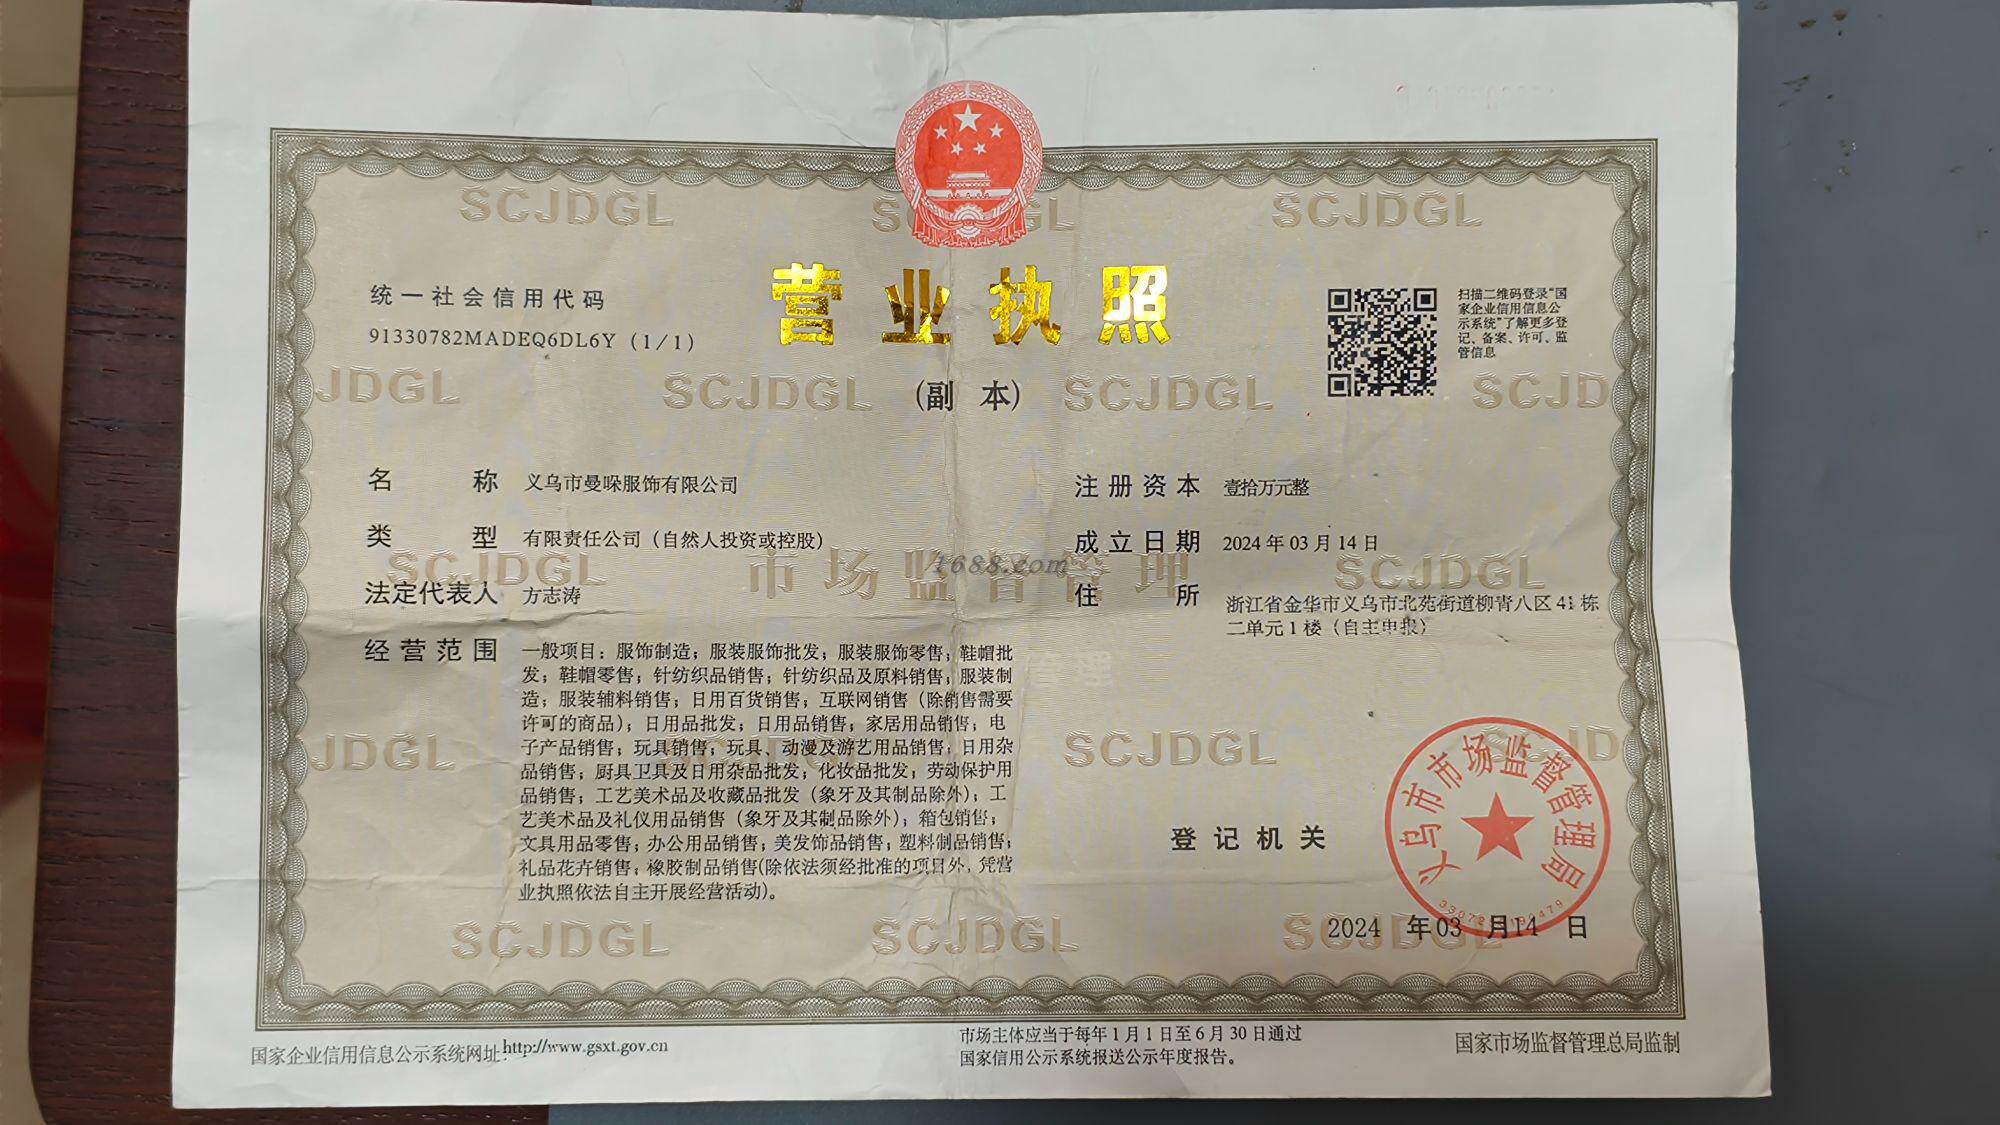 统一社会信用代码
91330782MADEQ6DL6Y (1/1)
营业执照
(副 本)
扫描二维码登录"国
家企业信用信息公
示系统"了解更多登
记、备案、许可、监
管信息
名称 义乌市曼哚服饰有限公司
类型 有限责任公司（自然人投资或控股）
法定代表人 方志涛
经营范围 一般项目：服饰制造；服装服饰批发；服装服饰零售；鞋帽批
发；鞋帽零售；针纺织品销售；针纺织品及原料销售；服装制
造；服装辅料销售；日用百货销售；互联网销售（除销售需要
许可的商品）；日用品批发；日用品销售；家居用品销售；电
子产品销售；玩具销售；玩具、动漫及游艺用品销售；日用杂
品销售；厨具卫具及日用杂品批发；化妆品批发；劳动保护用
品销售；工艺美术品及收藏品批发（象牙及其制品除外）；工
艺美术品及礼仪用品销售（象牙及其制品除外）；箱包销售；
文具用品零售；办公用品销售；美发饰品销售；塑料制品销售；
礼品花卉销售；橡胶制品销售(除依法须经批准的项目外，凭营
业执照依法自主开展经营活动)。
注册资本 壹拾万元整
成立日期 2024年03月14日
住所 浙江省金华市义乌市北苑街道柳青八区41栋
二单元1楼（自主申报）
1688.com
SCJDGL
市场监督管理
登记机关
义乌市市场监督管理局
2024 年03 月14 日
国家企业信用信息公示系统网址:http://www.gsxt.gov.cn
市场主体应当于每年1月1日至6月30日通过
国家信用公示系统报送公示年度报告。
国家市场监督管理总局监制